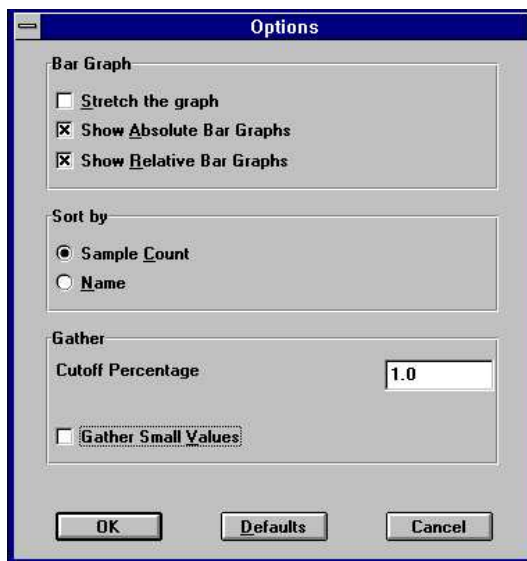 Options
Bar Graph
Stretch the graph
Show Absolute Bar Graphs
Show Relative Bar Graphs
Sort by
Sample Count
Name
Gather
Cutoff Percentage 1.0
Gather Small Values
OK Defaults Cancel